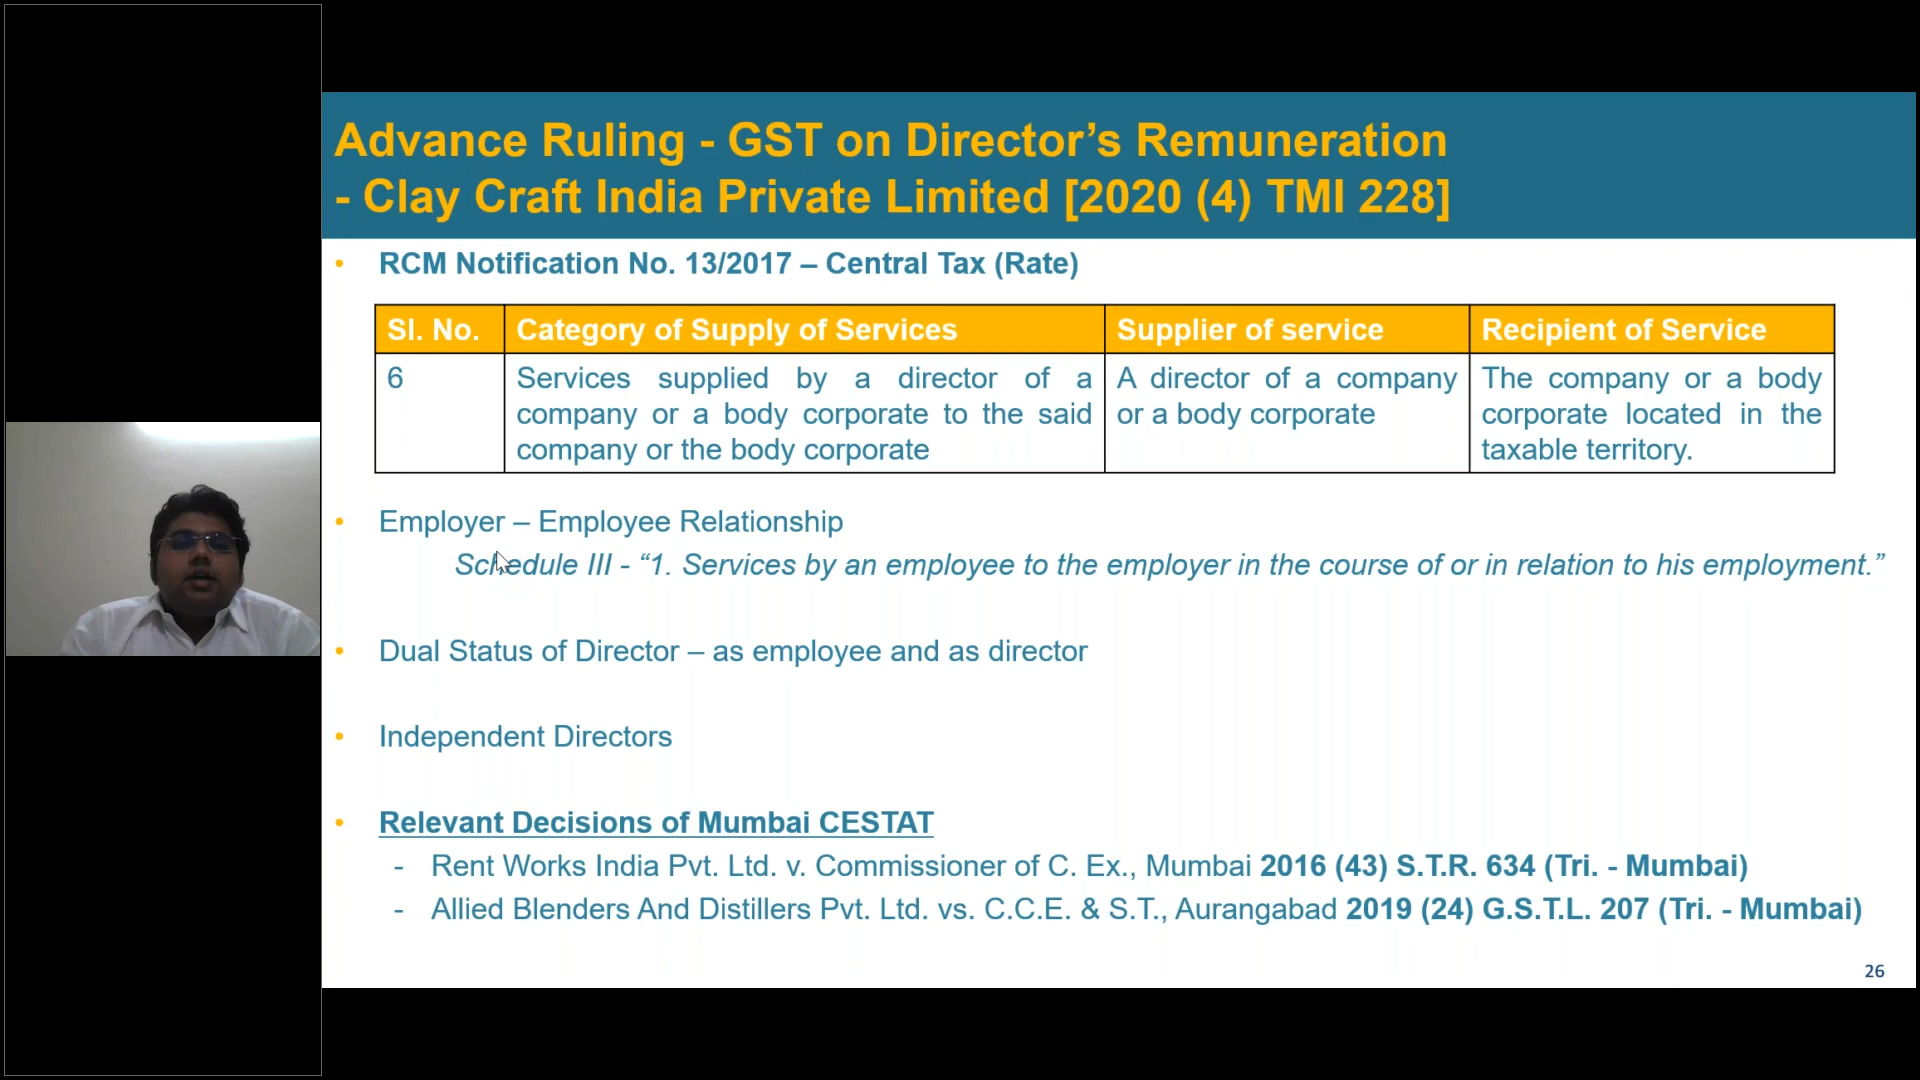 Advance Ruling - GST on Director’s Remuneration
- Clay Craft India Private Limited [2020 (4) TMI 228]
• RCM Notification No. 13/2017 – Central Tax (Rate)
Sl. No. Category of Supply of Services Supplier of service Recipient of Service
6 Services supplied by a director of a A director of a company The company or a body
company or a body corporate to the said or a body corporate corporate located in the
company or the body corporate taxable territory.
• Employer – Employee Relationship
Schedule III - “1. Services by an employee to the employer in the course of or in relation to his employment.”
• Dual Status of Director – as employee and as director
• Independent Directors
• Relevant Decisions of Mumbai CESTAT
- Rent Works India Pvt. Ltd. v. Commissioner of C. Ex., Mumbai 2016 (43) S.T.R. 634 (Tri. - Mumbai)
- Allied Blenders And Distillers Pvt. Ltd. vs. C.C.E. & S.T., Aurangabad 2019 (24) G.S.T.L. 207 (Tri. - Mumbai)
26